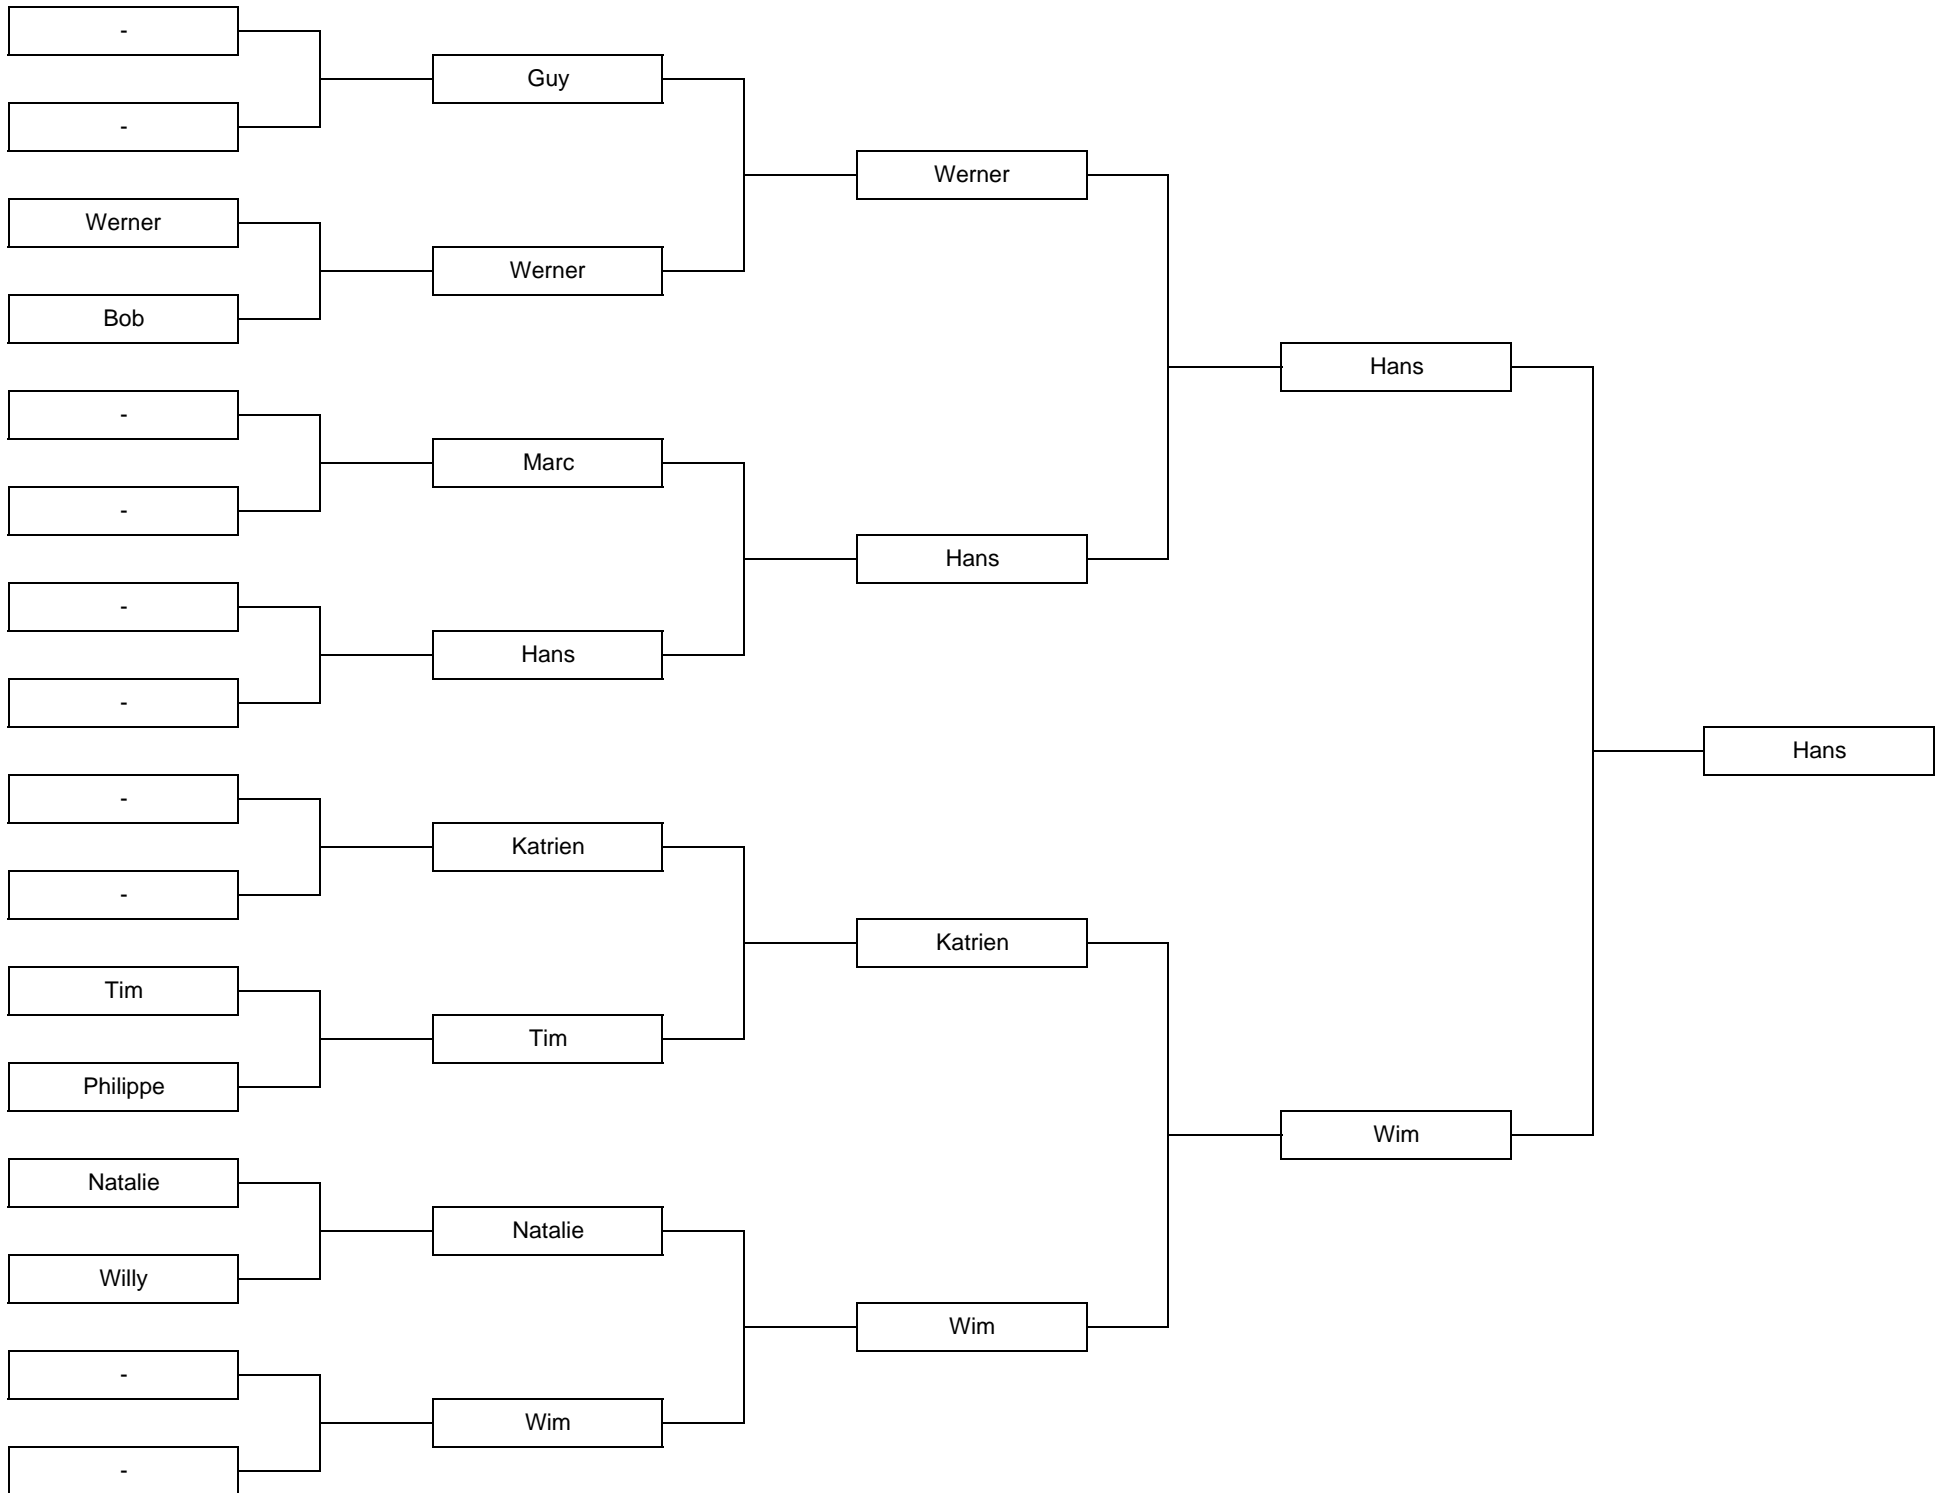 -
Guy
-
Werner
Werner
Werner
Bob
Hans
-
Marc
-
Hans
-
Hans
-
Hans
-
Katrien
-
Katrien
Tim
Tim
Philippe
Wim
Natalie
Natalie
Willy
Wim
-
Wim
-